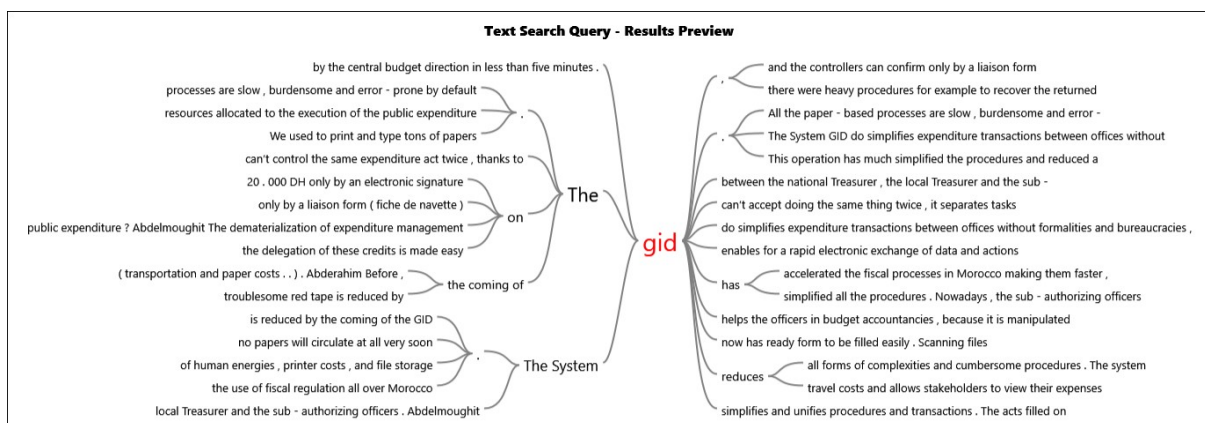 Text Search Query - Results Preview
by the central budget direction in less than five minutes .
processes are slow , burdensome and error - prone by default
resources allocated to the execution of the public expenditure
We used to print and type tons of papers
.
can't control the same expenditure act twice , thanks to
20 . 000 DH only by an electronic signature
only by a liaison form ( fiche de navette )
public expenditure ? Abdelmoughit The dematerialization of expenditure management
the delegation of these credits is made easy
on
( transportation and paper costs . . ) . Abderahim Before ,
troublesome red tape is reduced by
the coming of
The
is reduced by the coming of the GID
no papers will circulate at all very soon
of human energies , printer costs , and file storage
the use of fiscal regulation all over Morocco
.
local Treasurer and the sub - authorizing officers . Abdelmoughit
The System
gid
,
and the controllers can confirm only by a liaison form
there were heavy procedures for example to recover the returned
.
All the paper - based processes are slow , burdensome and error -
The System GID do simplifies expenditure transactions between offices without
This operation has much simplified the procedures and reduced a
between the national Treasurer , the local Treasurer and the sub -
can't accept doing the same thing twice , it separates tasks
do simplifies expenditure transactions between offices without formalities and bureaucracies ,
enables for a rapid electronic exchange of data and actions
has
accelerated the fiscal processes in Morocco making them faster ,
simplified all the procedures . Nowadays , the sub - authorizing officers
helps the officers in budget accountancies , because it is manipulated
now has ready form to be filled easily . Scanning files
reduces
all forms of complexities and cumbersome procedures . The system
travel costs and allows stakeholders to view their expenses
simplifies and unifies procedures and transactions . The acts filled on